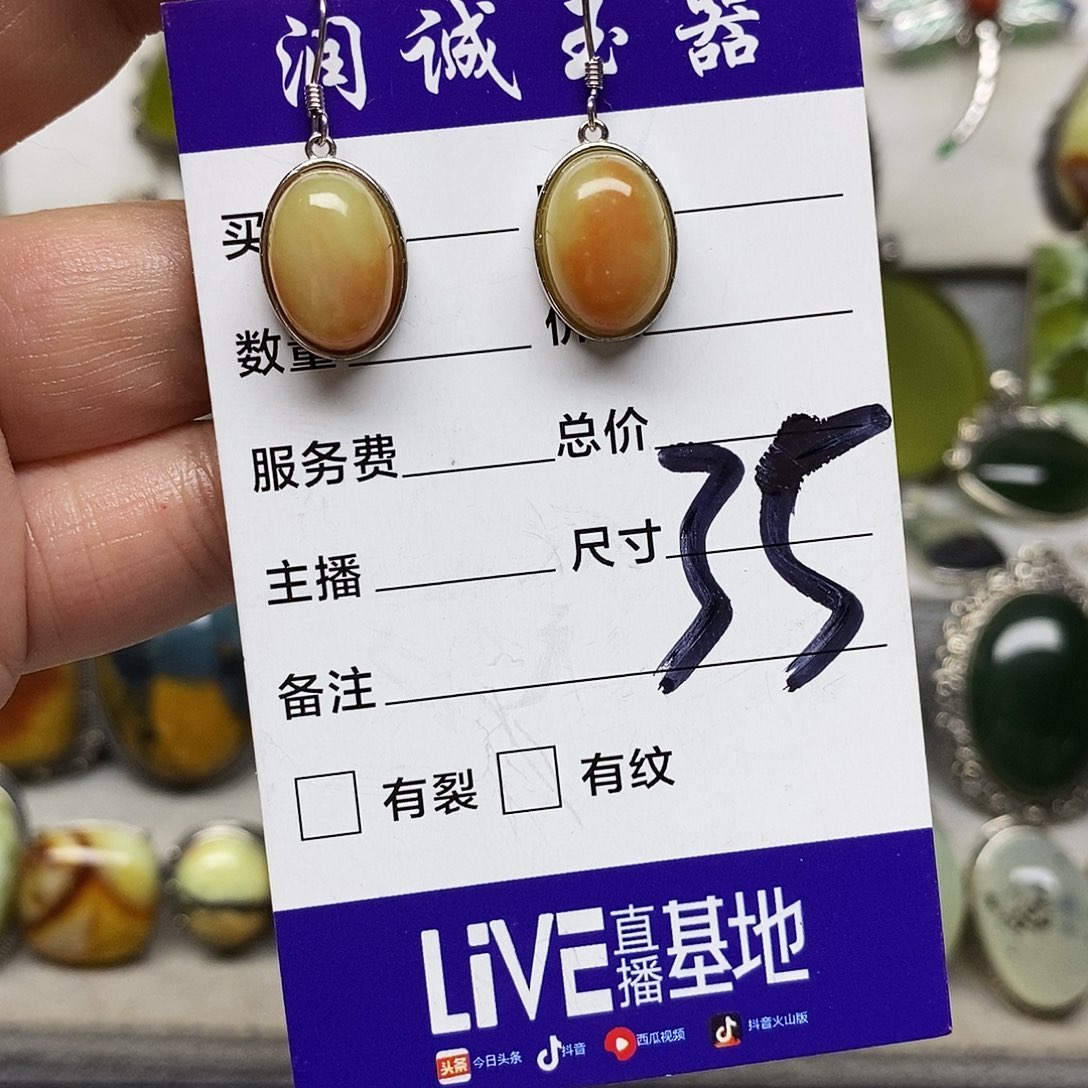 润诚玉器
买
数量
服务费 总价 35
主播 尺寸
备注
有裂 有纹
LiVE直播基地
头条 今日头条 抖音 西瓜视频 抖音火山版